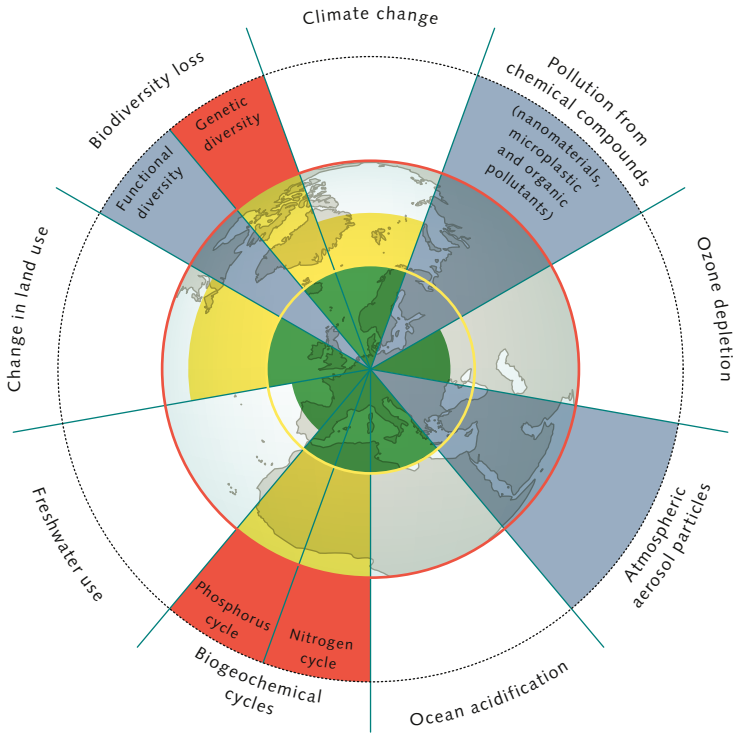 Climate change
Pollution from
chemical compounds
(nanomaterials,
microplastic
and organic
pollutants)
Ozone depletion
Atmospheric
aerosol particles
Ocean acidification
Biogeochemical
cycles
Nitrogen
cycle
Phosphorus
cycle
Freshwater use
Change in land use
Biodiversity loss
Functional
diversity
Genetic
diversity